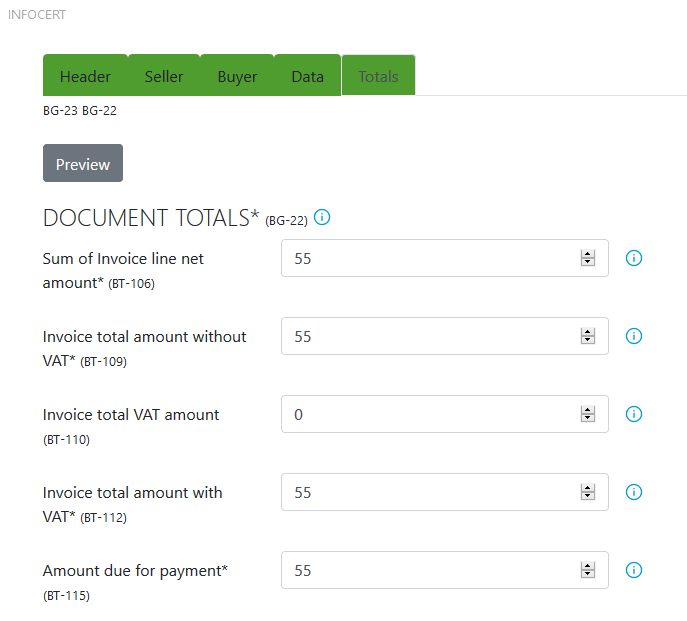 INFOCERT
Header Seller Buyer Data Totals
BG-23 BG-22
Preview
DOCUMENT TOTALS* (BG-22)
Sum of Invoice line net 55
amount* (BT-106)
Invoice total amount without 55
VAT* (BT-109)
Invoice total VAT amount 0
(BT-110)
Invoice total amount with 55
VAT* (BT-112)
Amount due for payment* 55
(BT-115)